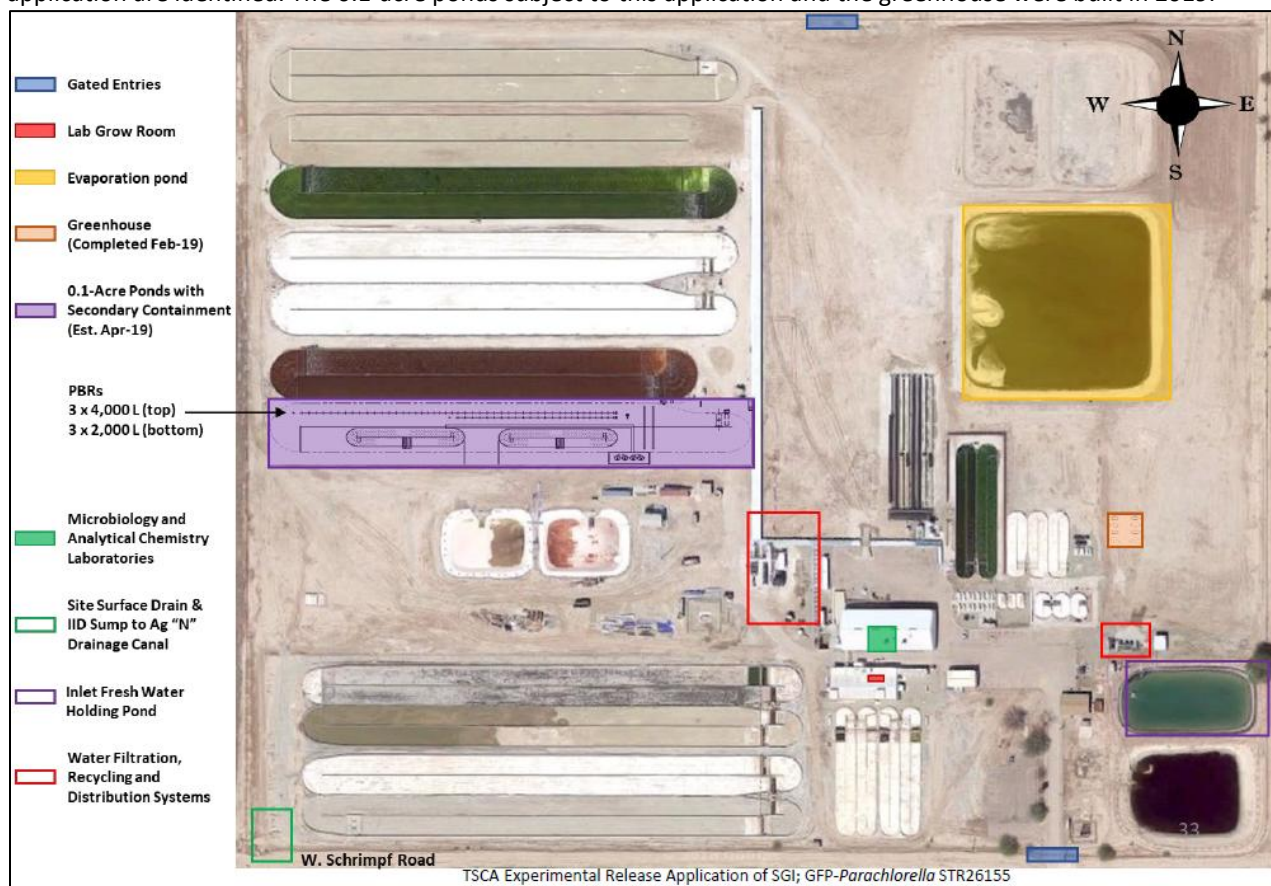 application are identified. The 0.1-acre ponds subject to this application and the greenhouse were built in 2019.
N
W E
S
Gated Entries
Lab Grow Room
Evaporation pond
Greenhouse
(Completed Feb-19)
0.1-Acre Ponds with
Secondary Containment
(Est. Apr-19)
PBRs
3 x 4,000 L (top)
3 x 2,000 L (bottom)
Microbiology and
Analytical Chemistry
Laboratories
Site Surface Drain &
IID Sump to Ag “N”
Drainage Canal
Inlet Fresh Water
Holding Pond
Water Filtration,
Recycling and
Distribution Systems
33
W. Schrimpf Road
TSCA Experimental Release Application of SGI; GFP-Parachlorella STR26155